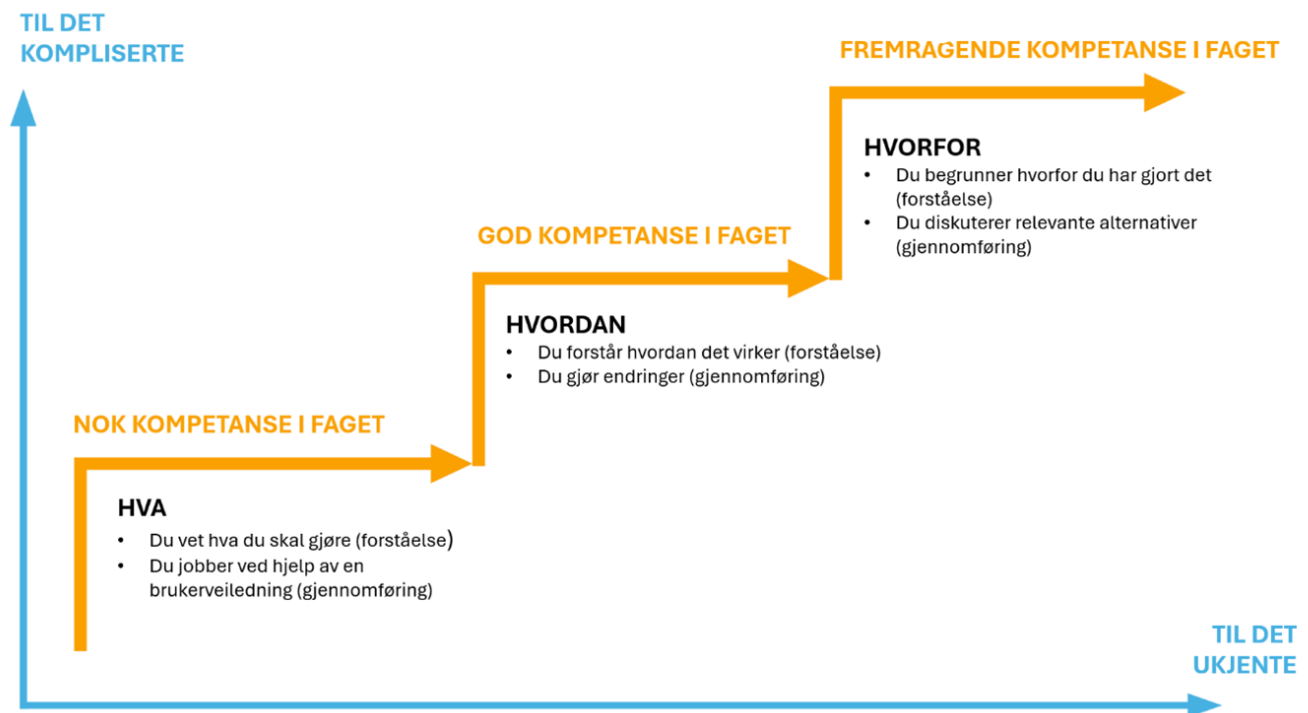 TIL DET
KOMPLISERTE
FREMRAGENDE KOMPETANSE I FAGET
HVORFOR
• Du begrunner hvorfor du har gjort det
(forståelse)
• Du diskuterer relevante alternativer
(gjennomføring)
GOD KOMPETANSE I FAGET
HVORDAN
• Du forstår hvordan det virker (forståelse)
• Du gjør endringer (gjennomføring)
NOK KOMPETANSE I FAGET
HVA
• Du vet hva du skal gjøre (forståelse)
• Du jobber ved hjelp av en
brukerveiledning (gjennomføring)
TIL DET
UKJENTE